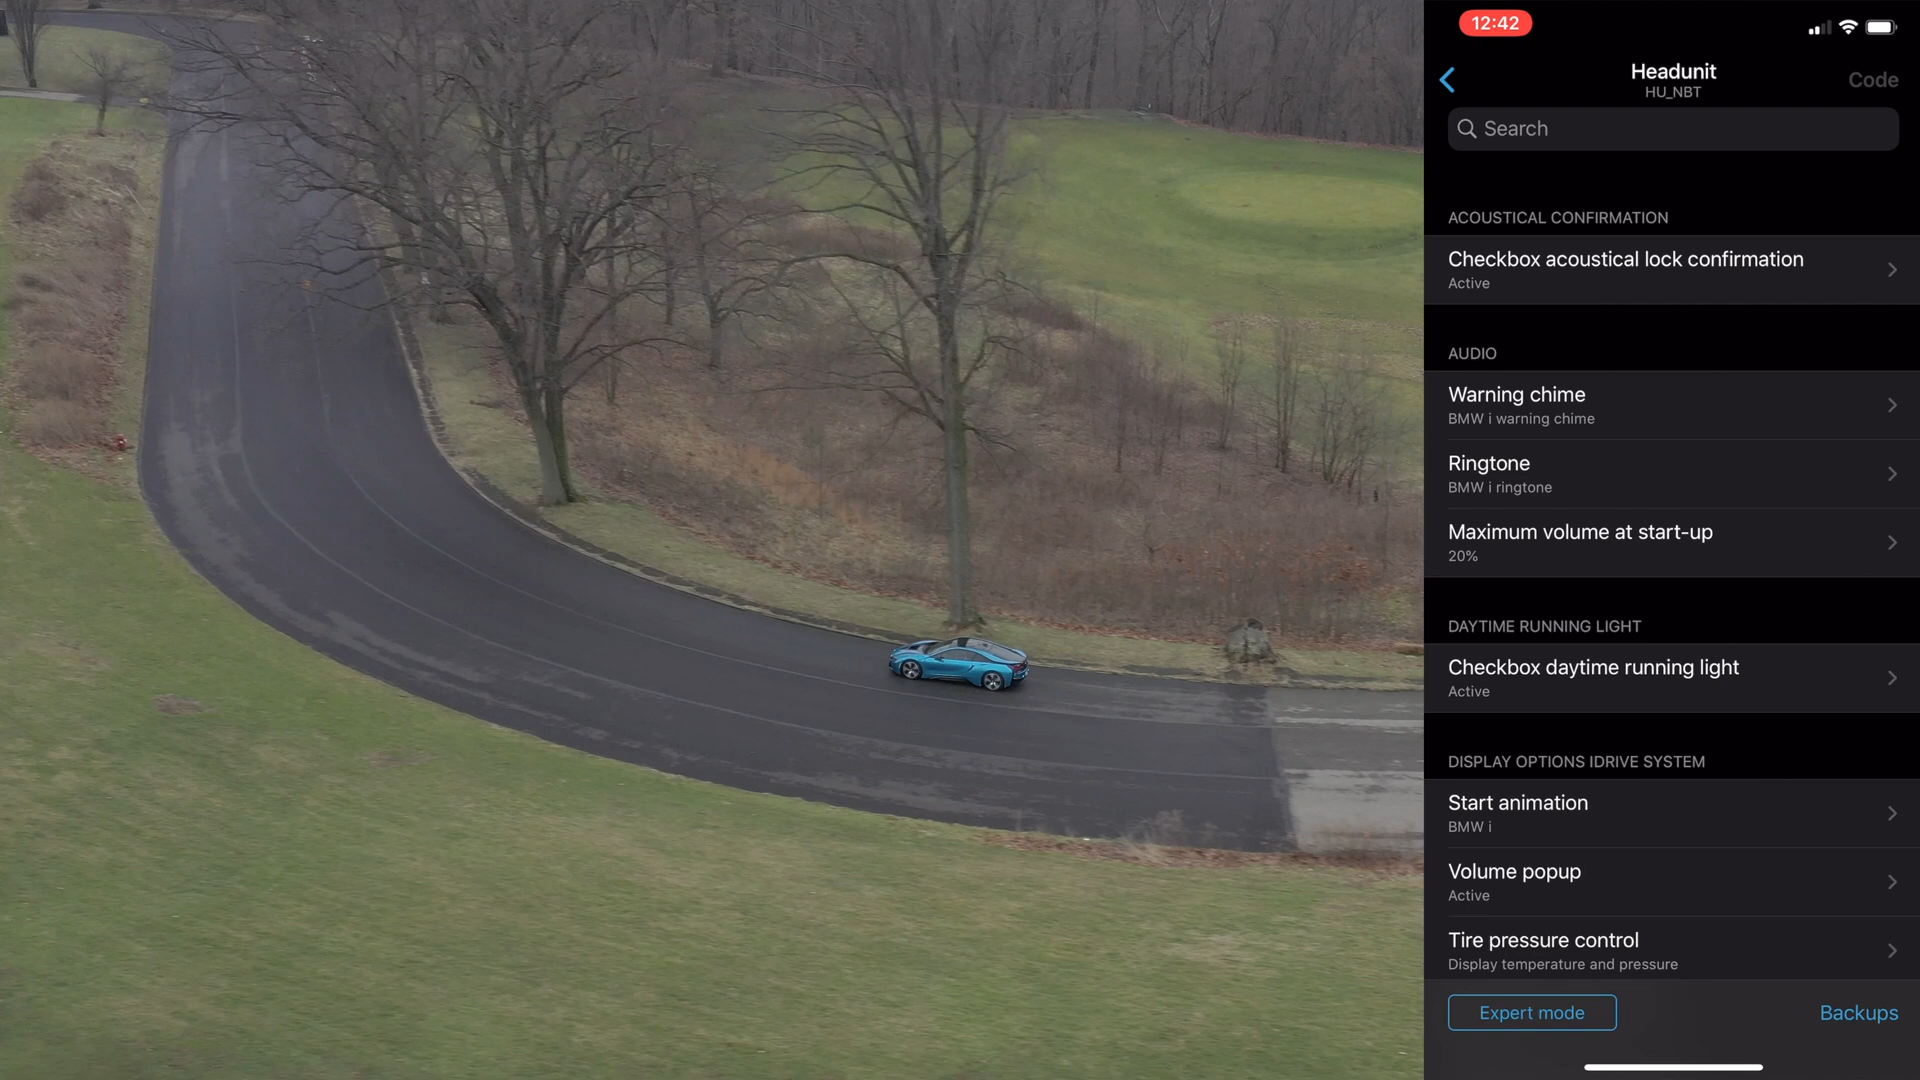 12:42
Headunit
HU_NBT
Code
Search
ACOUSTICAL CONFIRMATION
Checkbox acoustical lock confirmation
Active
AUDIO
Warning chime
BMW i warning chime
Ringtone
BMW i ringtone
Maximum volume at start-up
20%
DAYTIME RUNNING LIGHT
Checkbox daytime running light
Active
DISPLAY OPTIONS IDRIVE SYSTEM
Start animation
BMW i
Volume popup
Active
Tire pressure control
Display temperature and pressure
Expert mode
Backups